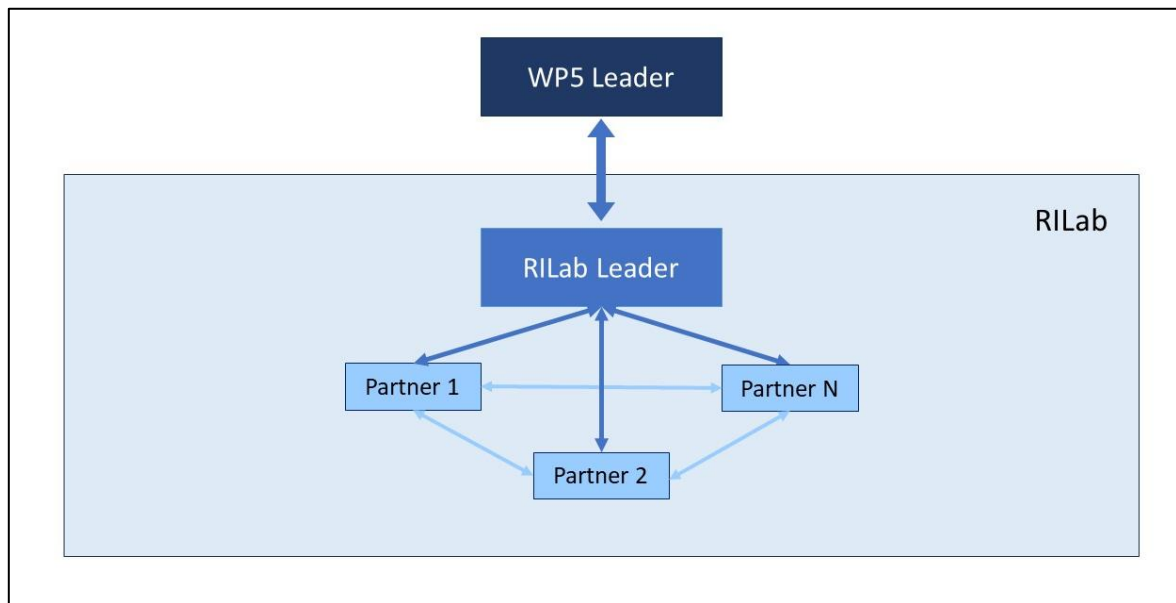 WP5 Leader
RILab
RILab Leader
Partner 1
Partner N
Partner 2